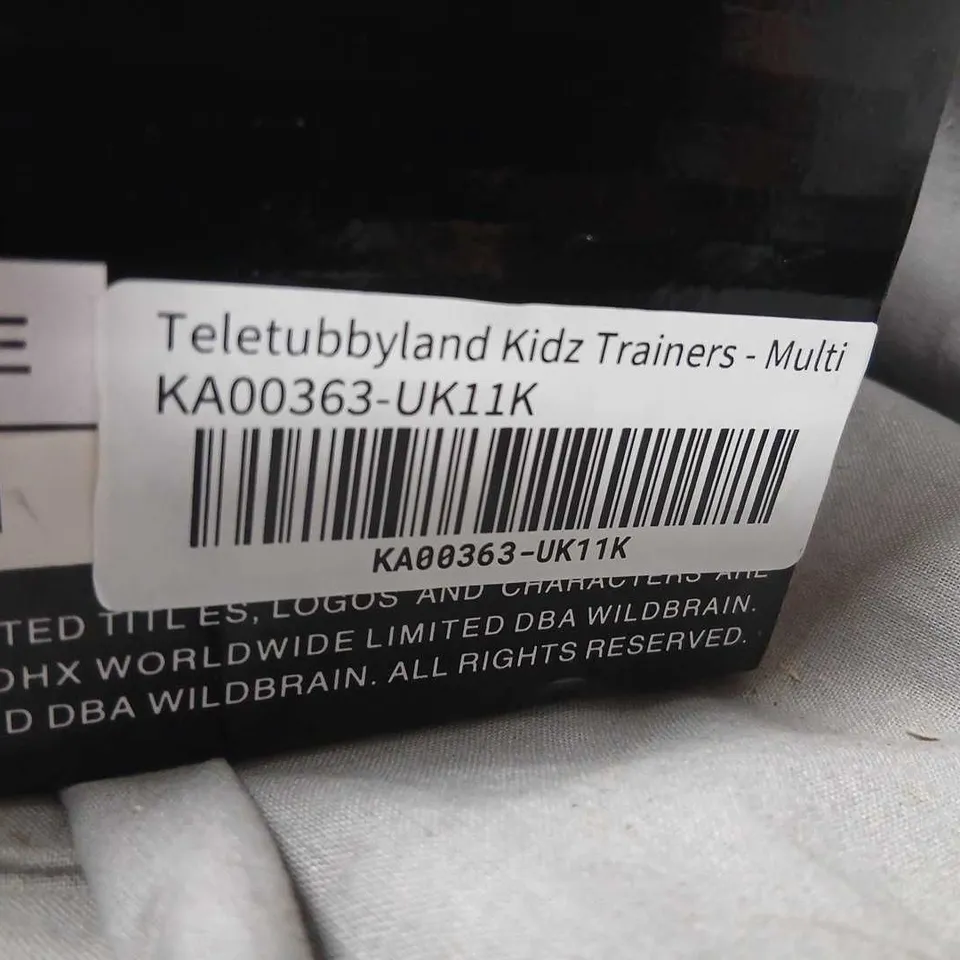 Teletubbyland Kidz Trainers - Multi
KA00363-UK11K
KA00363-UK11K
TED TITLES, LOGOS AND CHARACTERS ARE
DHX WORLDWIDE LIMITED DBA WILDBRAIN.
D DBA WILDBRAIN. ALL RIGHTS RESERVED.